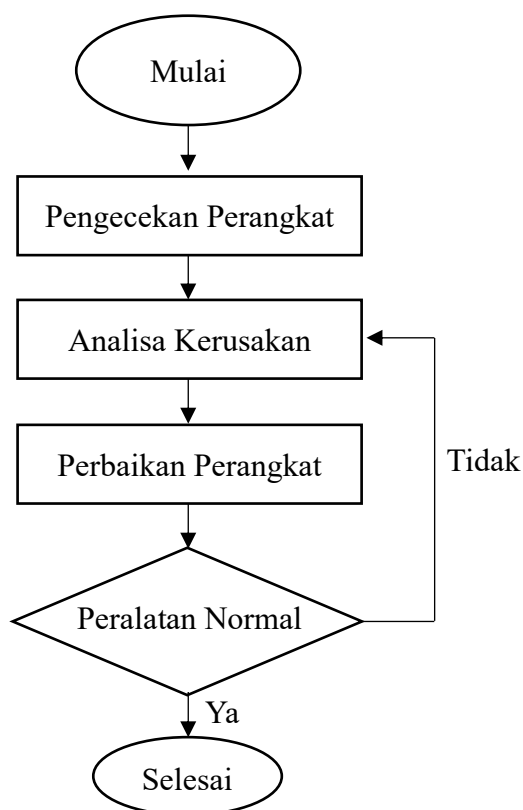 Mulai
Pengecekan Perangkat
Analisa Kerusakan
Perbaikan Perangkat
Tidak
Peralatan Normal
Ya
Selesai